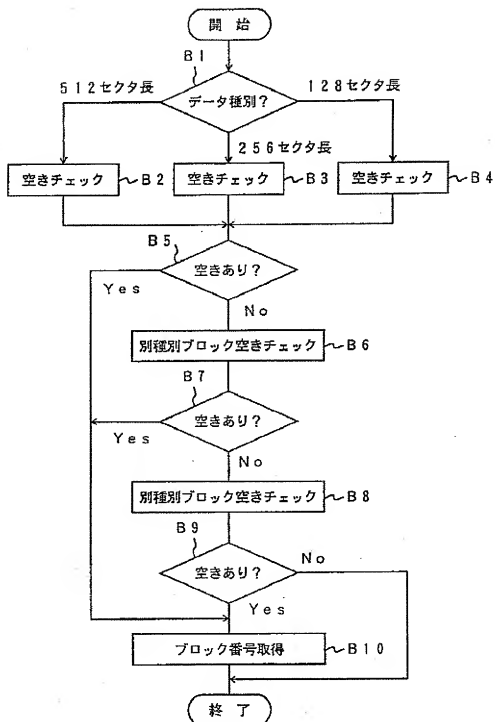 開始
B1
512セクタ長
データ種別?
128セクタ長
256セクタ長
空きチェック
B2
空きチェック
B3
空きチェック
B4
B5
空きあり?
Yes
No
別種別ブロック空きチェック
B6
B7
空きあり?
Yes
No
別種別ブロック空きチェック
B8
B9
空きあり?
No
Yes
ブロック番号取得
B10
終了